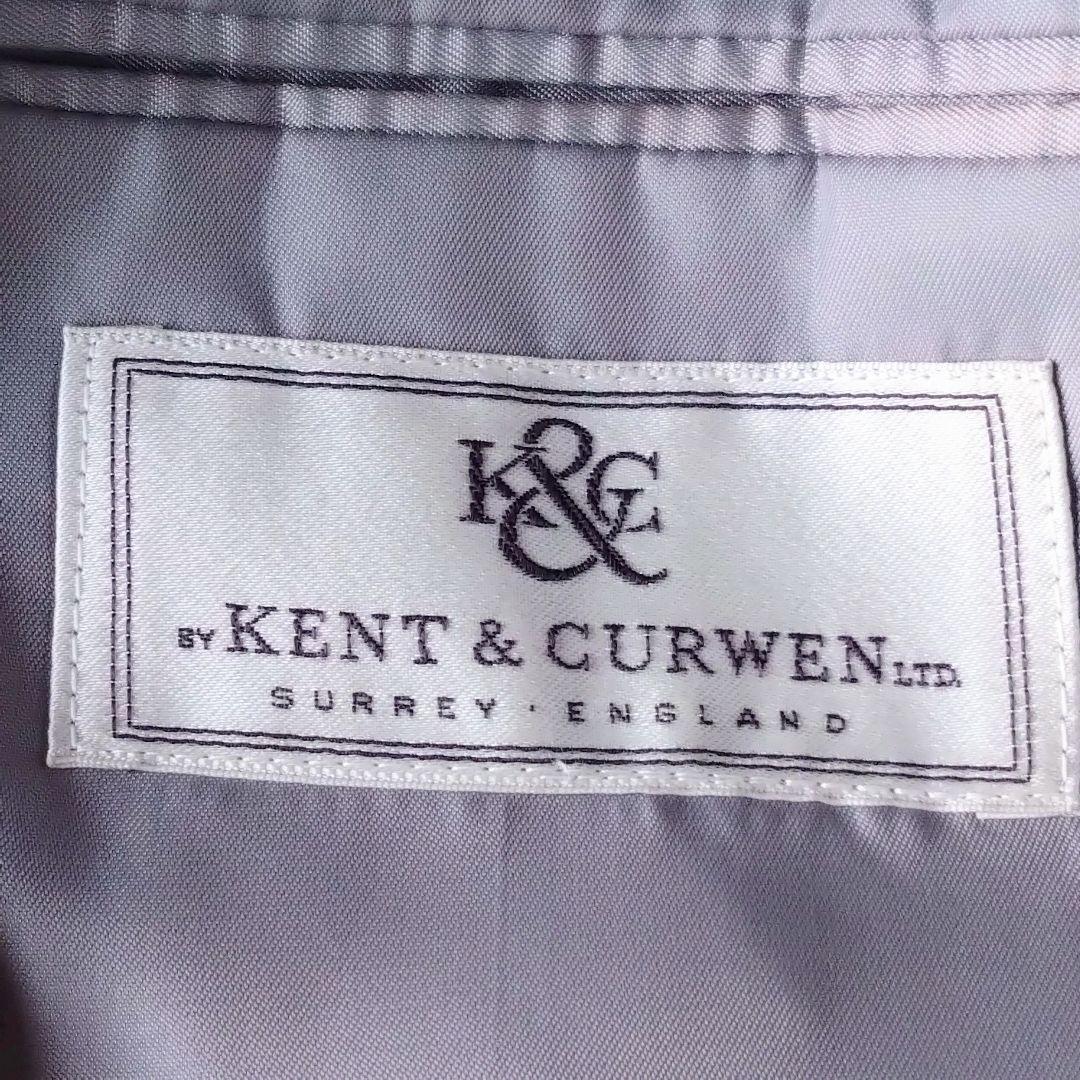 K&C
BY KENT & CURWEN LTD.
SURREY · ENGLAND